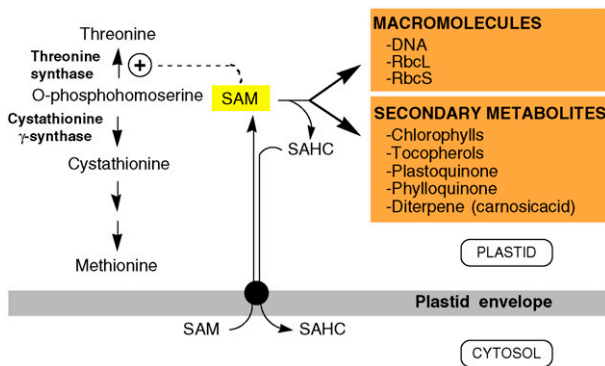 Threonine
Threonine
synthase
+
O-phosphohomoserine
Cystathionine
γ-synthase
Cystathionine
Methionine
SAM
SAHC
MACROMOLECULES
-DNA
-RbcL
-RbcS
SECONDARY METABOLITES
-Chlorophylls
-Tocopherols
-Plastoquinone
-Phylloquinone
-Diterpene (carnosicacid)
PLASTID
Plastid envelope
SAM
SAHC
CYTOSOL